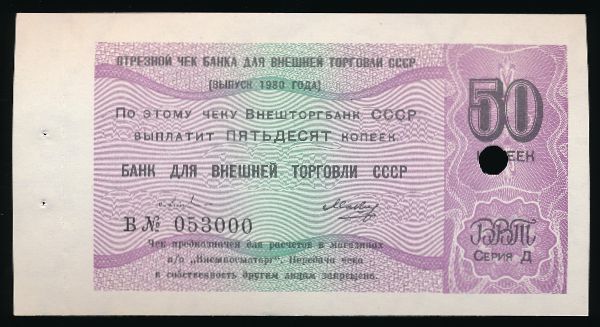 ОТРЕЗНОЙ ЧЕК БАНКА ДЛЯ ВНЕШНЕЙ ТОРГОВЛИ СССР
(ВЫПУСК 1980 ГОДА)
ПО ЭТОМУ ЧЕКУ ВНЕШТОРГБАНК СССР
ВЫПЛАТИТ ПЯТЬДЕСЯТ КОПЕЕК
БАНК ДЛЯ ВНЕШНЕЙ ТОРГОВЛИ СССР
В № 053000
Чек предназначен для расчетов в магазинах
п/о „Внешпосылторг“. Передача чека
в собственность другим лицам запрещена.
50
ЕЕК
ВВТ
СЕРИЯ Д